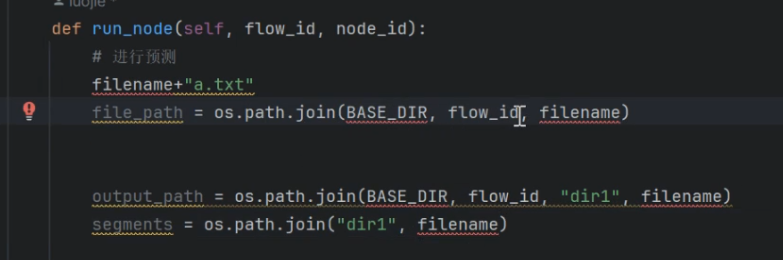 luojie
def run_node(self, flow_id, node_id):
# 进行预测
filename+"a.txt"
file_path = os.path.join(BASE_DIR, flow_id, filename)
output_path = os.path.join(BASE_DIR, flow_id, "dir1", filename)
segments = os.path.join("dir1", filename)